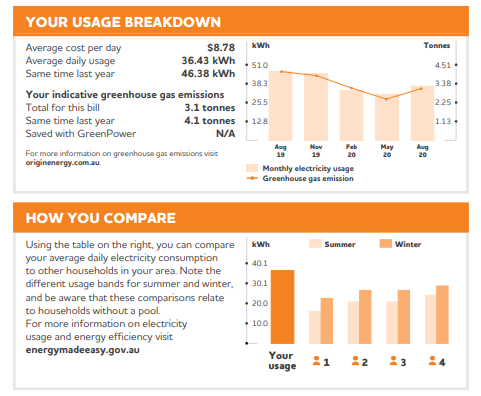 YOUR USAGE BREAKDOWN
Average cost per day $8.78
Average daily usage 36.43 kWh
Same time last year 46.38 kWh
Your indicative greenhouse gas emissions
Total for this bill 3.1 tonnes
Same time last year 4.1 tonnes
Saved with GreenPower N/A
For more information on greenhouse gas emissions visit
originenergy.com.au.
kWh Tonnes
51.0 4.51
38.3 3.38
25.5 2.25
12.8 1.13
Aug Nov Feb May Aug
19 19 20 20 20
Monthly electricity usage
Greenhouse gas emission
HOW YOU COMPARE
Using the table on the right, you can compare
your average daily electricity consumption
to other households in your area. Note the
different usage bands for summer and winter,
and be aware that these comparisons relate
to households without a pool.
For more information on electricity
usage and energy efficiency visit
energymadeeasy.gov.au
kWh Summer Winter
40.1
30.1
20.0
10.0
Your
usage 1 2 3 4